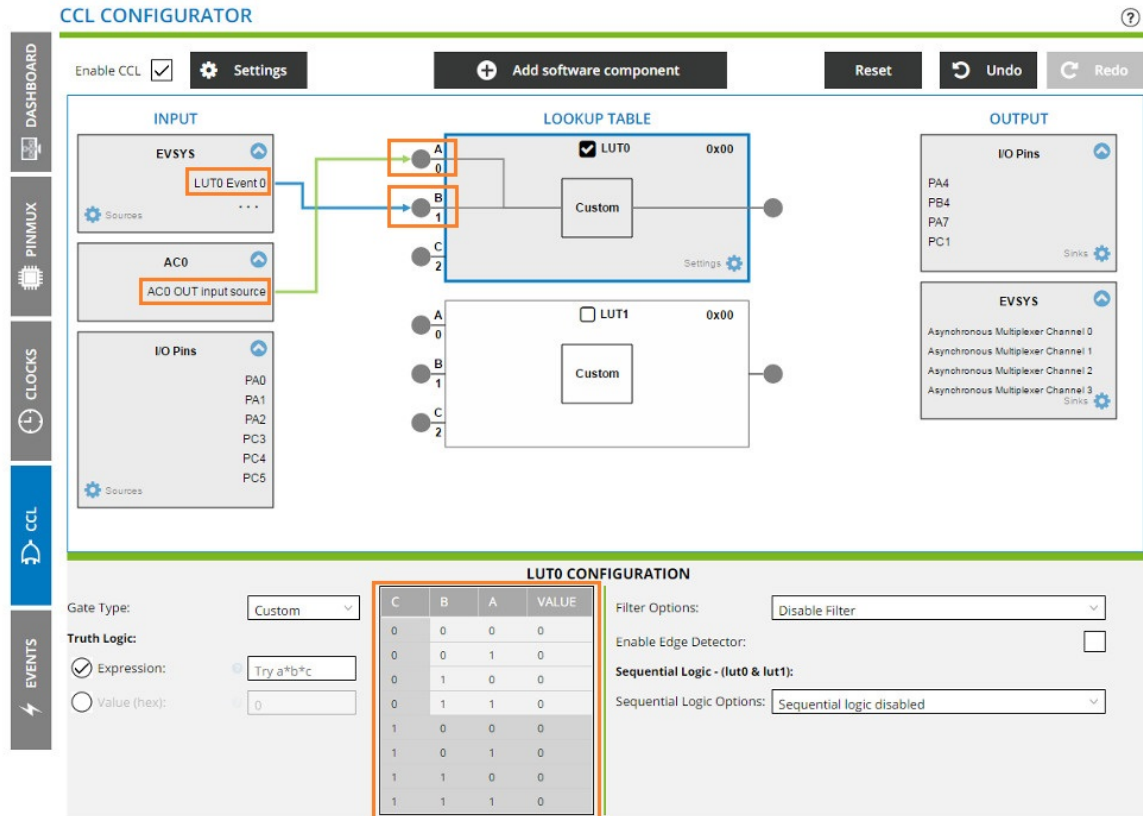 CCL CONFIGURATOR
?
DASHBOARD
PINMUX
CLOCKS
CCL
EVENTS
Enable CCL
Settings
Add software component
Reset
Undo
Redo
INPUT
EVSYS
LUT0 Event 0
...
Sources
AC0
AC0 OUT input source
I/O Pins
PA0
PA1
PA2
PC3
PC4
PC5
Sources
LOOKUP TABLE
A
0
B
1
C
2
LUT0
0x00
Custom
Settings
A
0
B
1
C
2
LUT1
0x00
Custom
OUTPUT
I/O Pins
PA4
PB4
PA7
PC1
Sinks
EVSYS
Asynchronous Multiplexer Channel 0
Asynchronous Multiplexer Channel 1
Asynchronous Multiplexer Channel 2
Asynchronous Multiplexer Channel 3
Sinks
LUT0 CONFIGURATION
Gate Type: Custom
Truth Logic:
Expression: Try a*b*c
Value (hex): 0
C B A VALUE
0 0 0 0
0 0 1 0
0 1 0 0
0 1 1 0
1 0 0 0
1 0 1 0
1 1 0 0
1 1 1 0
Filter Options: Disable Filter
Enable Edge Detector:
Sequential Logic - (lut0 & lut1):
Sequential Logic Options: Sequential logic disabled